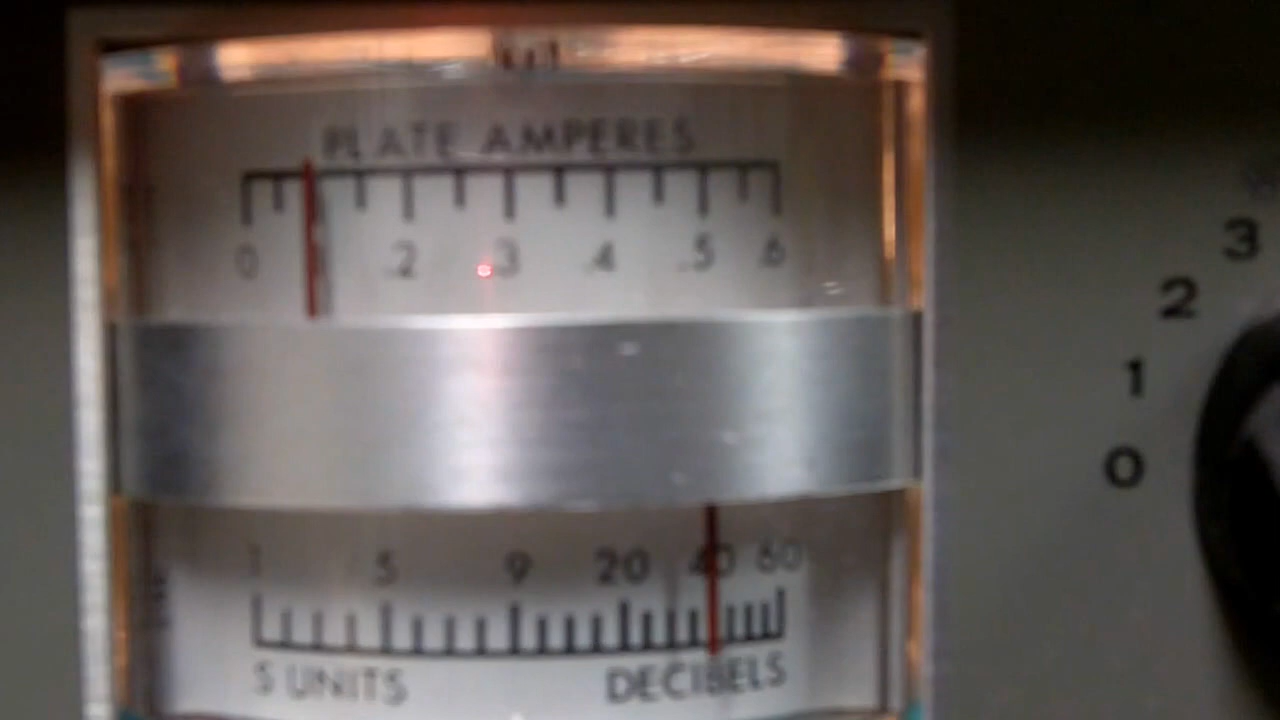 PLATE AMPERES
0 .2 .3 .4 .5 .6
3
2
1
0
1 5 9 20 40 60
S UNITS DECIBELS